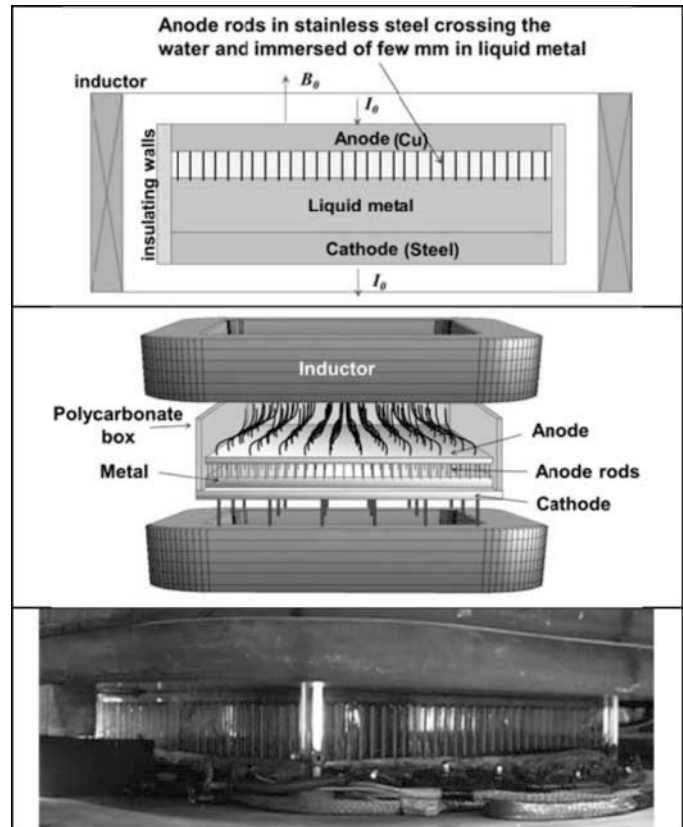 Anode rods in stainless steel crossing the
water and immersed of few mm in liquid metal
inductor
B₀
I₀
Anode (Cu)
insulating walls
Liquid metal
Cathode (Steel)
I₀
Inductor
Polycarbonate
box
Anode
Metal
Anode rods
Cathode